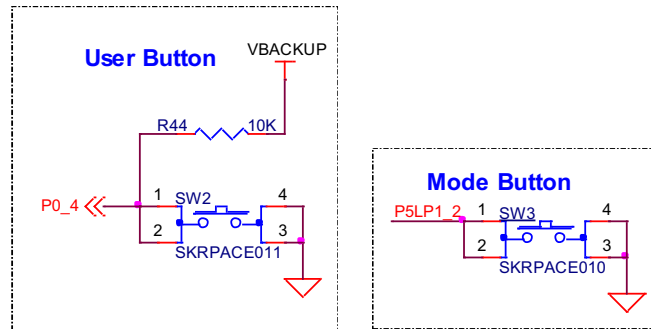 User Button
VBACKUP
R44 10K
P0_4
1 SW2 4
2 3
SKRPACE011
Mode Button
P5LP1_2
1 SW3 4
2 3
SKRPACE010